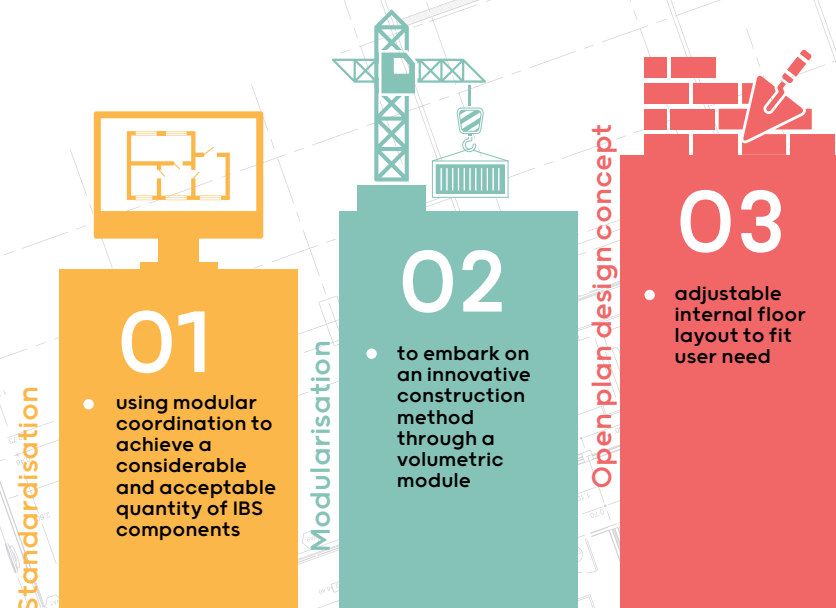 Standardisation
01
using modular
coordination to
achieve a
considerable
and acceptable
quantity of IBS
components
Modularisation
02
to embark on
an innovative
construction
method
through a
volumetric
module
Open plan design concept
03
adjustable
internal floor
layout to fit
user need